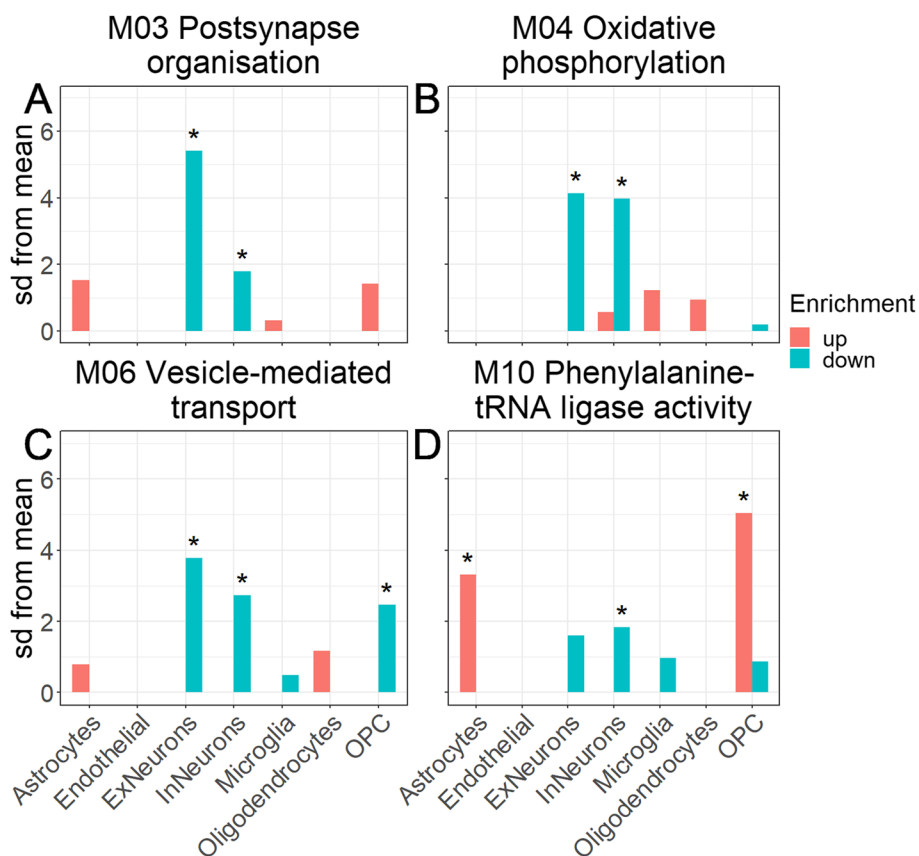 M03 Postsynapse
organisation
M04 Oxidative
phosphorylation
A
B
sd from mean
6
4
2
0
*
*
*
*
Enrichment
up
down
M06 Vesicle-mediated
transport
M10 Phenylalanine-
tRNA ligase activity
C
D
sd from mean
6
4
2
0
*
*
*
*
*
*
Astrocytes
Endothelial
ExNeurons
InNeurons
Microglia
Oligodendrocytes
OPC
Astrocytes
Endothelial
ExNeurons
InNeurons
Microglia
Oligodendrocytes
OPC